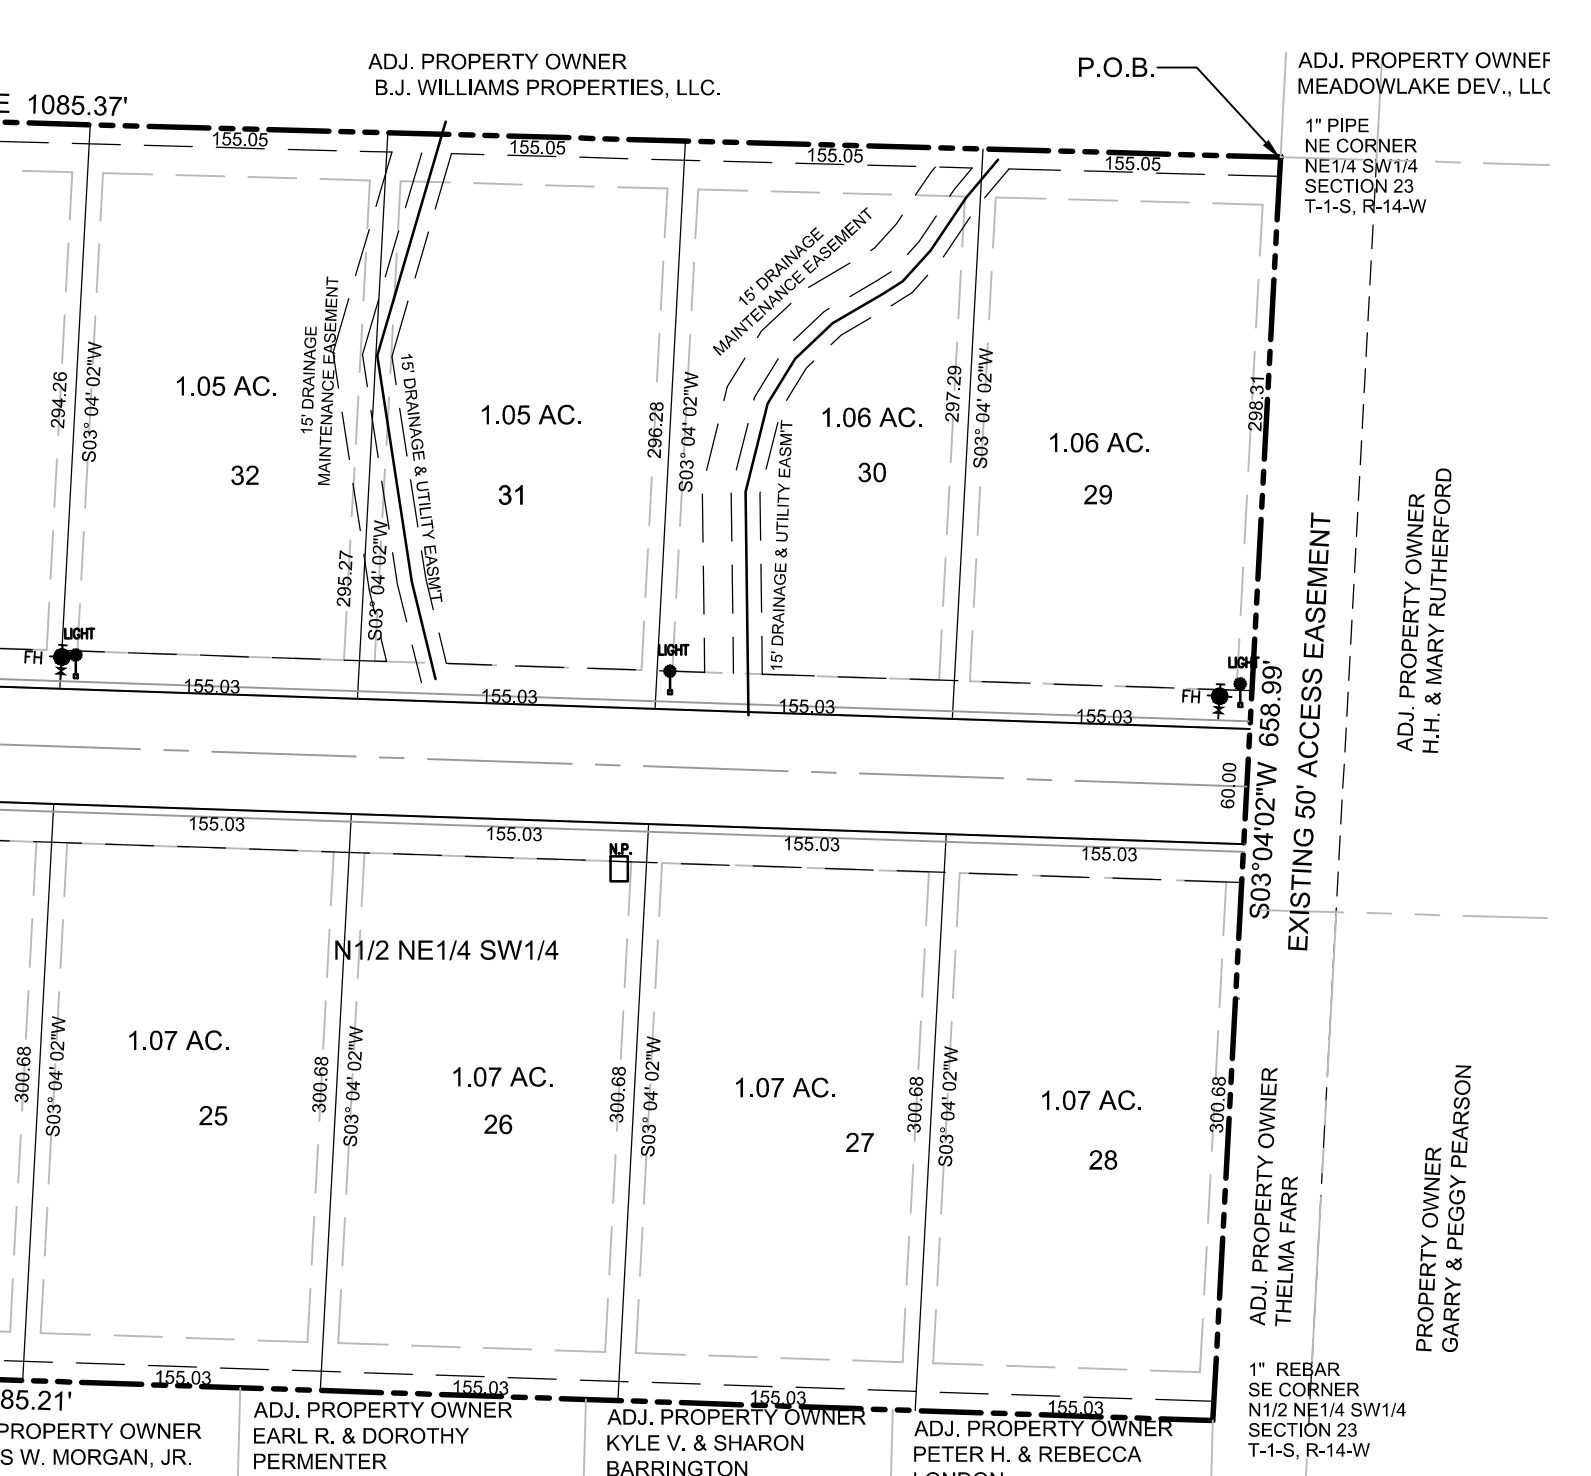 ADJ. PROPERTY OWNER
B.J. WILLIAMS PROPERTIES, LLC.
P.O.B.
ADJ. PROPERTY OWNER
MEADOWLAKE DEV., LLC
E 1085.37'
1" PIPE
NE CORNER
NE1/4 SW1/4
SECTION 23
T-1-S, R-14-W
155.05
155.05
155.05
155.05
294.26
S03° 04' 02"W
1.05 AC.
32
15' DRAINAGE
MAINTENANCE EASEMENT
295.27
S03° 04' 02"W
15' DRAINAGE & UTILITY EASM'T
1.05 AC.
31
296.28
S03° 04' 02"W
15' DRAINAGE
MAINTENANCE EASEMENT
15' DRAINAGE & UTILITY EASM'T
1.06 AC.
30
297.29
S03° 04' 02"W
1.06 AC.
29
298.31
FH
LIGHT
LIGHT
FH
LIGHT
155.03
155.03
155.03
155.03
60.00
S03°04'02"W 658.99'
EXISTING 50' ACCESS EASEMENT
ADJ. PROPERTY OWNER
H.H. & MARY RUTHERFORD
155.03
155.03
155.03
155.03
N.P.
N1/2 NE1/4 SW1/4
300.68
S03° 04' 02"W
1.07 AC.
25
300.68
S03° 04' 02"W
1.07 AC.
26
300.68
S03° 04' 02"W
1.07 AC.
27
300.68
S03° 04' 02"W
1.07 AC.
28
300.68
ADJ. PROPERTY OWNER
THELMA FARR
PROPERTY OWNER
GARRY & PEGGY PEARSON
155.03
155.03
155.03
155.03
1" REBAR
SE CORNER
N1/2 NE1/4 SW1/4
SECTION 23
T-1-S, R-14-W
85.21'
PROPERTY OWNER
S W. MORGAN, JR.
ADJ. PROPERTY OWNER
EARL R. & DOROTHY
PERMENTER
ADJ. PROPERTY OWNER
KYLE V. & SHARON
BARRINGTON
ADJ. PROPERTY OWNER
PETER H. & REBECCA